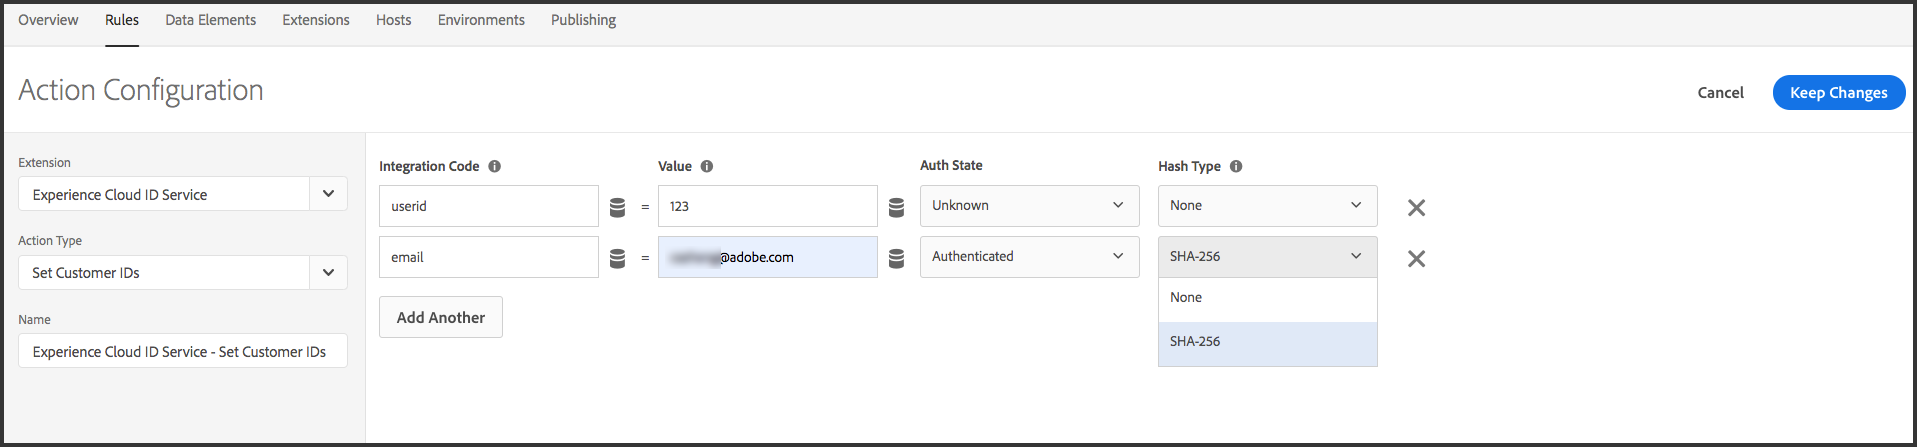 Overview Rules Data Elements Extensions Hosts Environments Publishing
Action Configuration
Cancel Keep Changes
Extension
Experience Cloud ID Service
Action Type
Set Customer IDs
Name
Experience Cloud ID Service - Set Customer IDs
Integration Code Value Auth State Hash Type
userid = 123 Unknown None
email = @adobe.com Authenticated SHA-256
None
SHA-256
Add Another